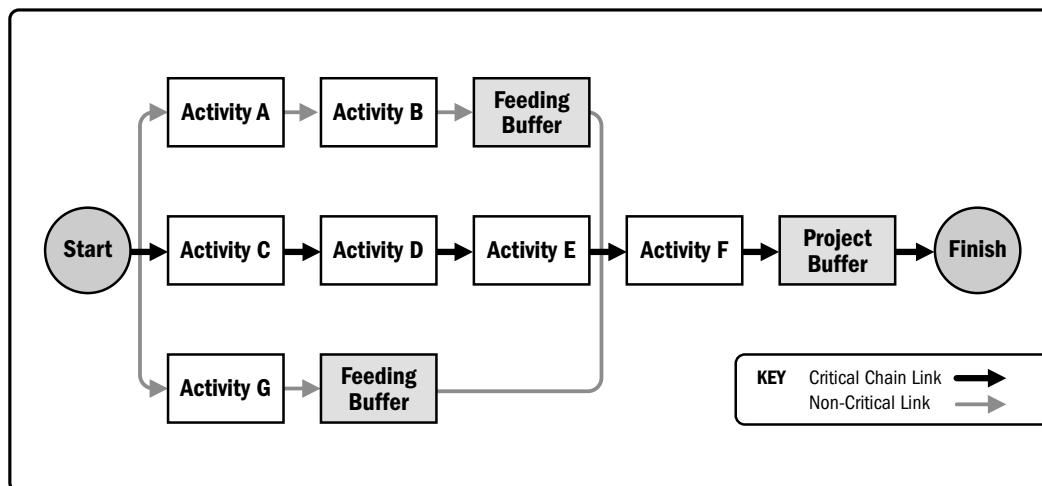 Activity A
Activity B
Feeding
Buffer
Start
Activity C
Activity D
Activity E
Activity F
Project
Buffer
Finish
Activity G
Feeding
Buffer
KEY Critical Chain Link
Non-Critical Link